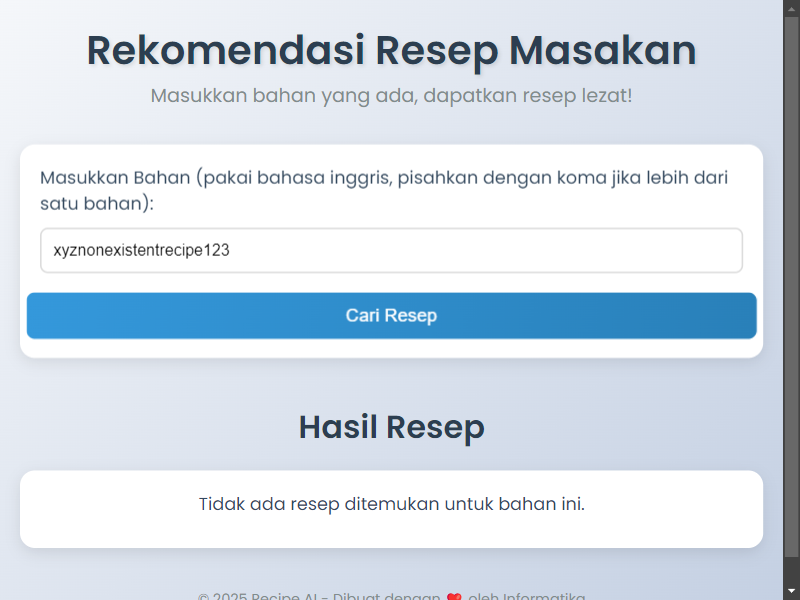 Rekomendasi Resep Masakan
Masukkan bahan yang ada, dapatkan resep lezat!
Masukkan Bahan (pakai bahasa inggris, pisahkan dengan koma jika lebih dari
satu bahan):
xyznonexistentrecipe123
Cari Resep
Hasil Resep
Tidak ada resep ditemukan untuk bahan ini.
© 2025 Recipe AI - Dibuat dengan ❤️ oleh Informatika